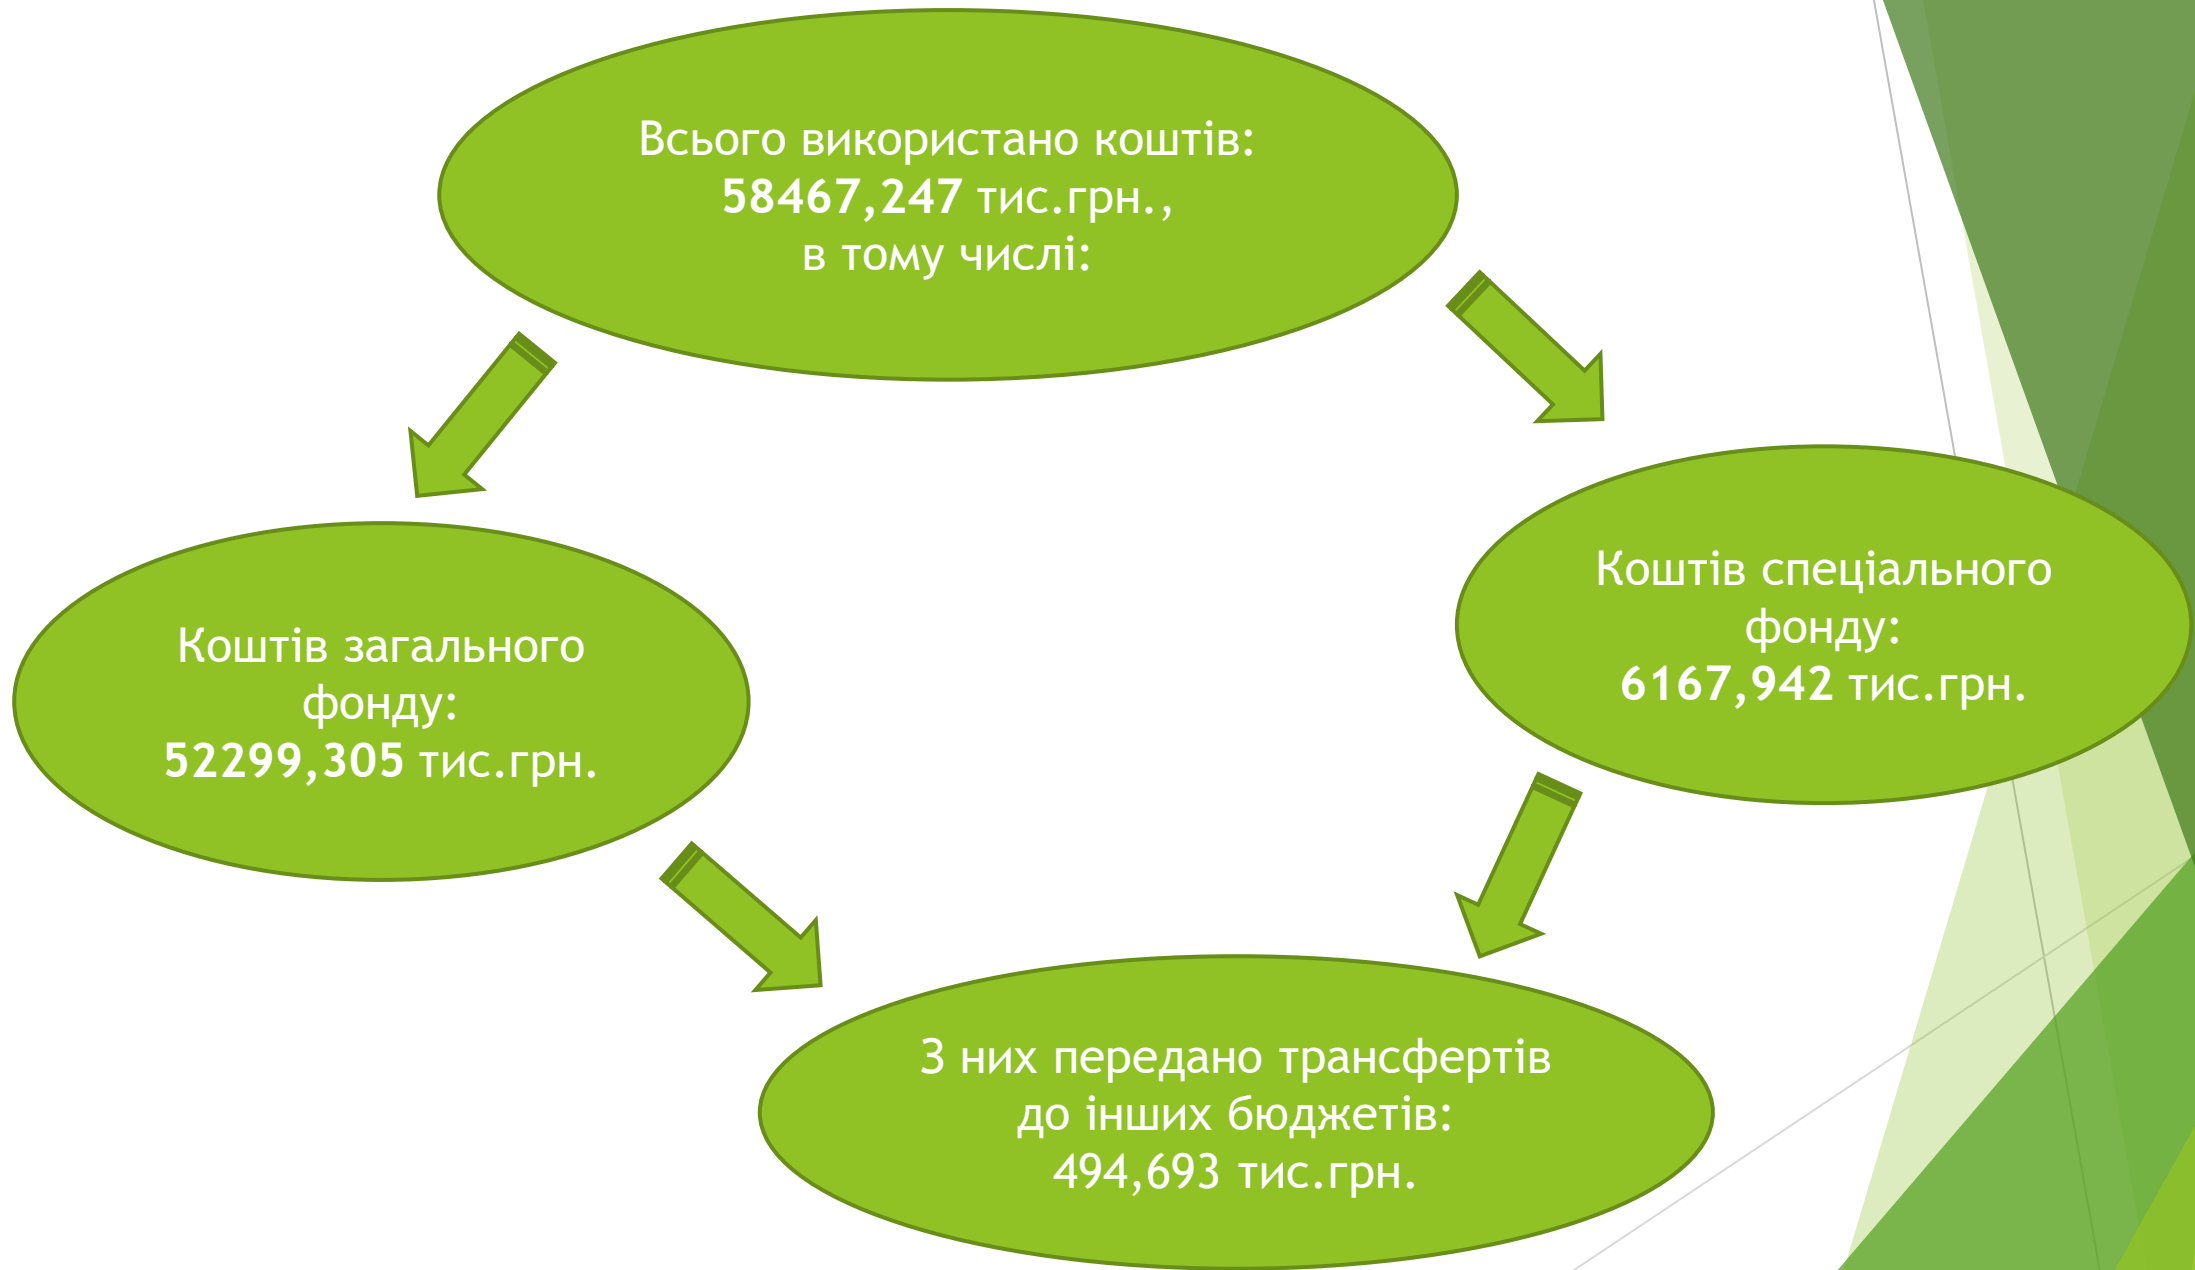 Всього використано коштів:
58467,247 тис.грн.,
в тому числі:
Коштів загального
фонду:
52299,305 тис.грн.
Коштів спеціального
фонду:
6167,942 тис.грн.
З них передано трансфертів
до інших бюджетів:
494,693 тис.грн.